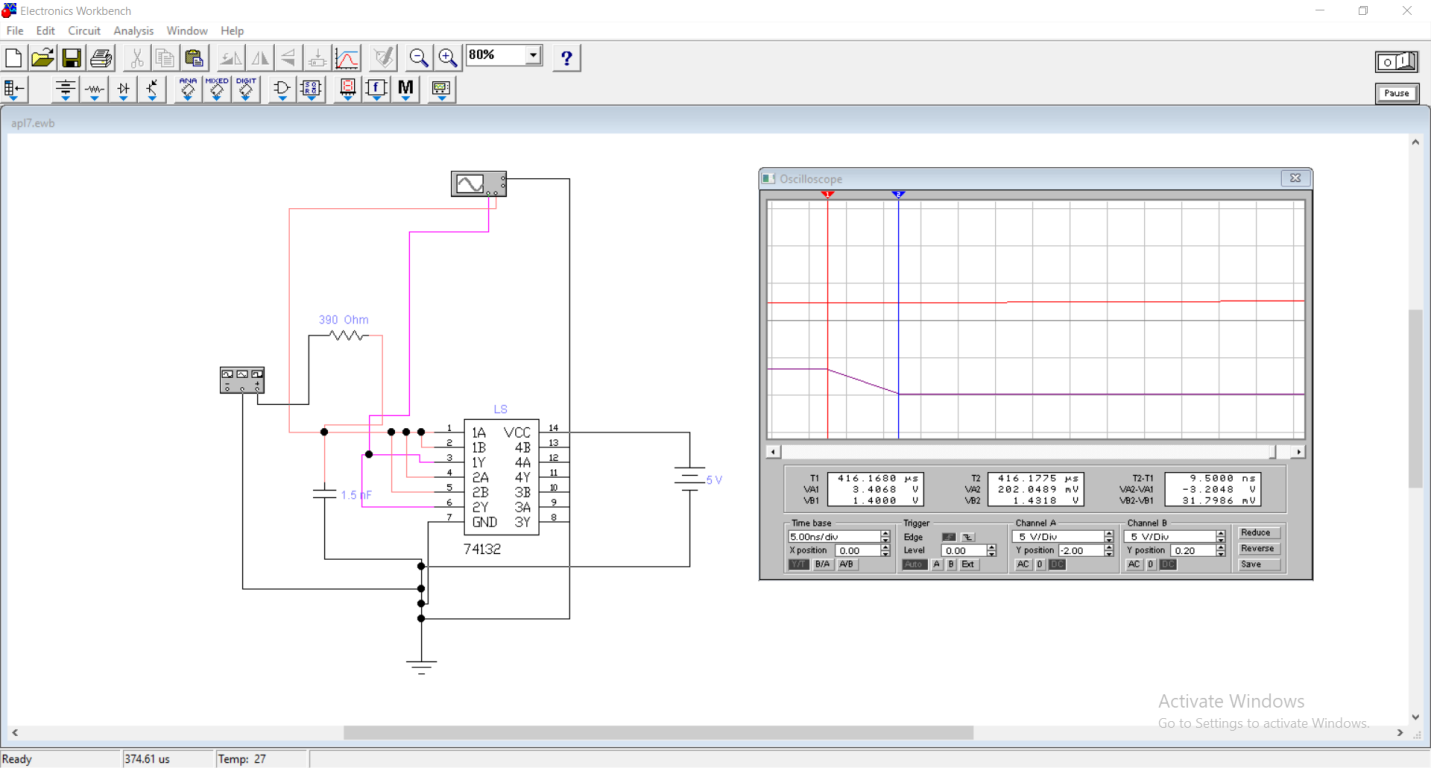 Electronics Workbench
File Edit Circuit Analysis Window Help
80%
?
ANA MIXED DIGIT
f M
O I
Pause
apl7.ewb
390 Ohm
1.5 nF
LS
1 1A VCC 14
2 1B 4B 13
3 1Y 4A 12
4 2A 4Y 11
5 2B 3B 10
6 2Y 3A 9
7 GND 3Y 8
74132
5 V
Oscilloscope
1 2
T1 416.1680 µs T2 416.1775 µs T2-T1 9.5000 ns
VA1 3.4068 V VA2 202.0489 mV VA2-VA1 -3.2048 V
VB1 1.4000 V VB2 1.4318 V VB2-VB1 31.7986 mV
Time base Trigger Channel A Channel B
5.00ns/div Edge 5 V/Div 5 V/Div Reduce
X position 0.00 Level 0.00 Y position -2.00 Y position 0.20 Reverse
Y/T B/A A/B Auto A B Ext AC 0 DC AC 0 DC Save
Activate Windows
Go to Settings to activate Windows.
Ready 374.61 us Temp: 27